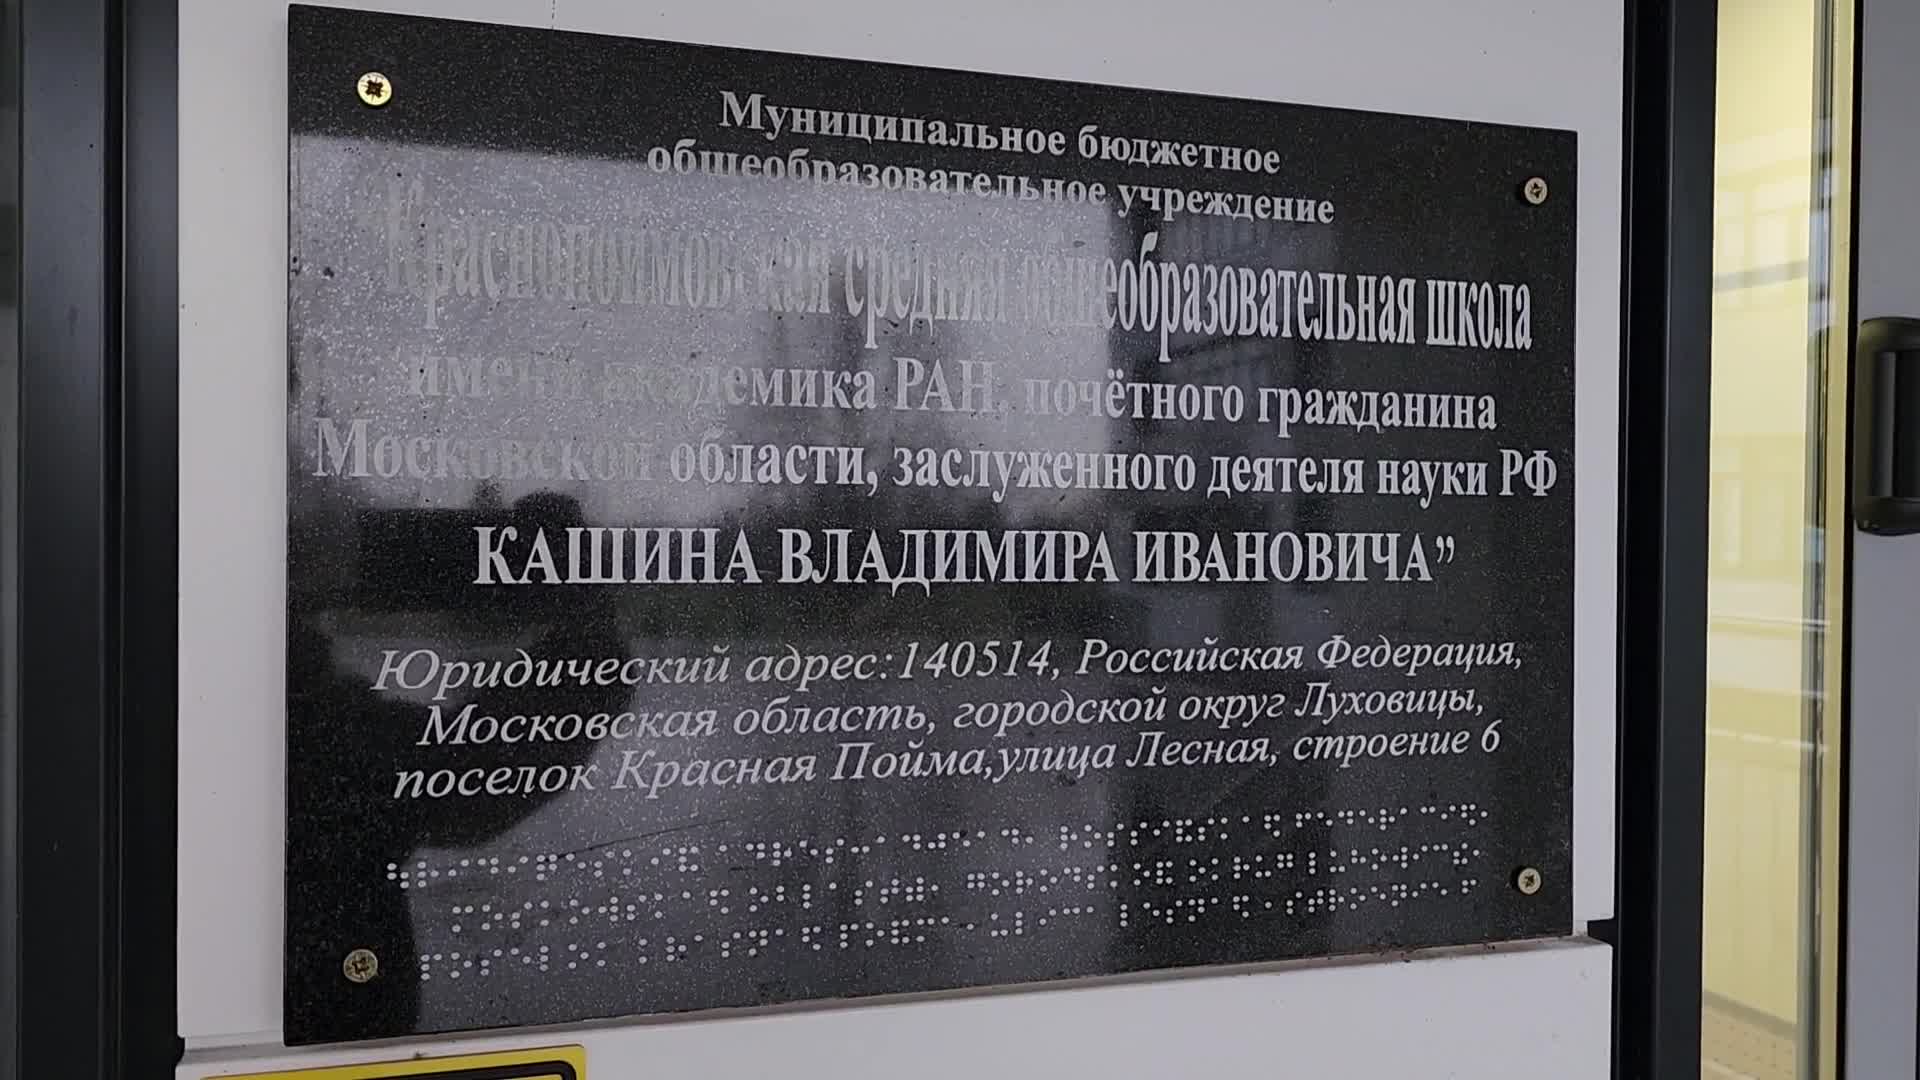 Муниципальное бюджетное
общеобразовательное учреждение
“Краснопоймовская средняя общеобразовательная школа
имени академика РАН, почётного гражданина
Московской области, заслуженного деятеля науки РФ
КАШИНА ВЛАДИМИРА ИВАНОВИЧА”
Юридический адрес:140514, Российская Федерация,
Московская область, городской округ Луховицы,
поселок Красная Пойма,улица Лесная, строение 6